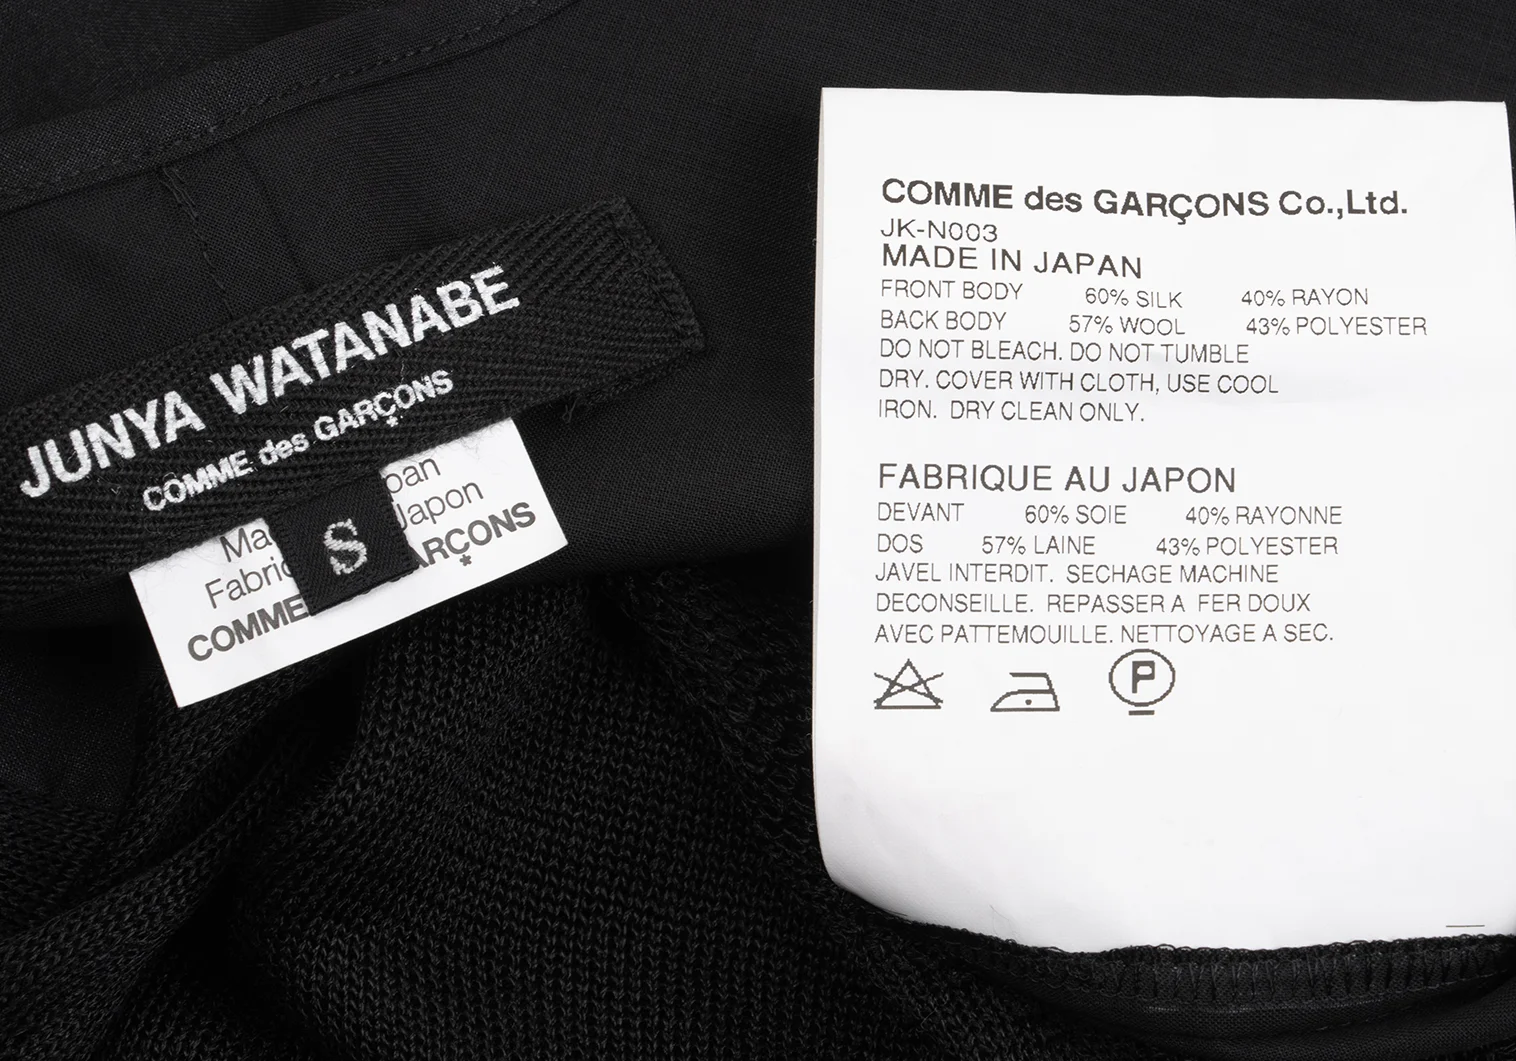 JUNYA WATANABE
COMME des GARÇONS
S
Japon
COMME
COMME des GARÇONS Co.,Ltd.
JK-N003
MADE IN JAPAN
FRONT BODY 60% SILK 40% RAYON
BACK BODY 57% WOOL 43% POLYESTER
DO NOT BLEACH. DO NOT TUMBLE
DRY. COVER WITH CLOTH, USE COOL
IRON. DRY CLEAN ONLY.
FABRIQUE AU JAPON
DEVANT 60% SOIE 40% RAYONNE
DOS 57% LAINE 43% POLYESTER
JAVEL INTERDIT. SECHAGE MACHINE
DECONSEILLE. REPASSER A FER DOUX
AVEC PATTEMOUILLE. NETTOYAGE A SEC.
P